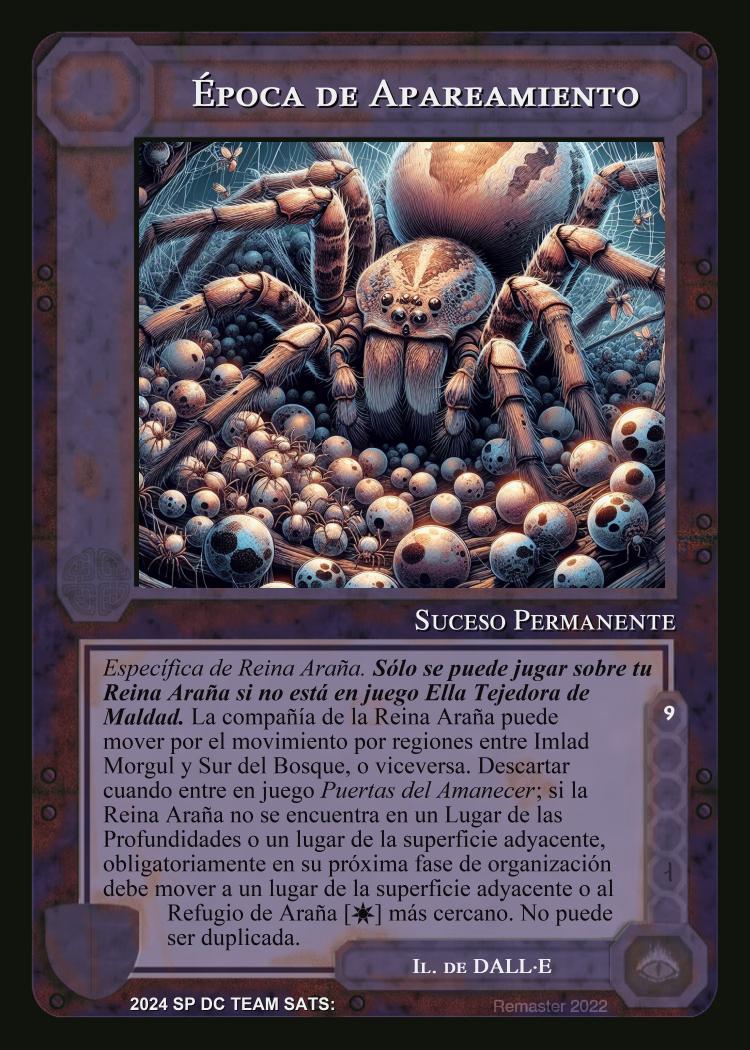 Época de Apareamiento
Suceso Permanente
Específica de Reina Araña. Sólo se puede jugar sobre tu
Reina Araña si no está en juego Ella Tejedora de
Maldad. La compañía de la Reina Araña puede
mover por el movimiento por regiones entre Imlad
Morgul y Sur del Bosque, o viceversa. Descartar
cuando entre en juego Puertas del Amanecer; si la
Reina Araña no se encuentra en un Lugar de las
Profundidades o un lugar de la superficie adyacente,
obligatoriamente en su próxima fase de organización
debe mover a un lugar de la superficie adyacente o al
Refugio de Araña [✷] más cercano. No puede
ser duplicada.
9
Il. de DALL·E
2024 SP DC TEAM SATS:
Remaster 2022